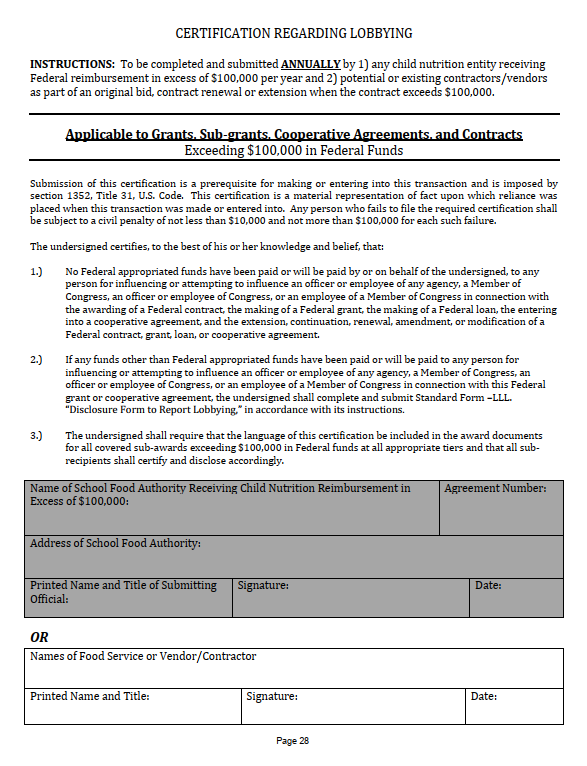 CERTIFICATION REGARDING LOBBYING
INSTRUCTIONS: To be completed and submitted ANNUALLY by 1) any child nutrition entity receiving
Federal reimbursement in excess of $100,000 per year and 2) potential or existing contractors/vendors
as part of an original bid, contract renewal or extension when the contract exceeds $100,000.
Applicable to Grants, Sub-grants, Cooperative Agreements, and Contracts
Exceeding $100,000 in Federal Funds
Submission of this certification is a prerequisite for making or entering into this transaction and is imposed by
section 1352, Title 31, U.S. Code. This certification is a material representation of fact upon which reliance was
placed when this transaction was made or entered into. Any person who fails to file the required certification shall
be subject to a civil penalty of not less than $10,000 and not more than $100,000 for each such failure.
The undersigned certifies, to the best of his or her knowledge and belief, that:
1.) No Federal appropriated funds have been paid or will be paid by or on behalf of the undersigned, to any
person for influencing or attempting to influence an officer or employee of any agency, a Member of
Congress, an officer or employee of Congress, or an employee of a Member of Congress in connection with
the awarding of a Federal contract, the making of a Federal grant, the making of a Federal loan, the entering
into a cooperative agreement, and the extension, continuation, renewal, amendment, or modification of a
Federal contract, grant, loan, or cooperative agreement.
2.) If any funds other than Federal appropriated funds have been paid or will be paid to any person for
influencing or attempting to influence an officer or employee of any agency, a Member of Congress, an
officer or employee of Congress, or an employee of a Member of Congress in connection with this Federal
grant or cooperative agreement, the undersigned shall complete and submit Standard Form –LLL.
“Disclosure Form to Report Lobbying,” in accordance with its instructions.
3.) The undersigned shall require that the language of this certification be included in the award documents
for all covered sub-awards exceeding $100,000 in Federal funds at all appropriate tiers and that all sub-
recipients shall certify and disclose accordingly.
Name of School Food Authority Receiving Child Nutrition Reimbursement in Agreement Number:
Excess of $100,000:
Address of School Food Authority:
Printed Name and Title of Submitting Signature: Date:
Official:
OR
Names of Food Service or Vendor/Contractor
Printed Name and Title: Signature: Date:
Page 28